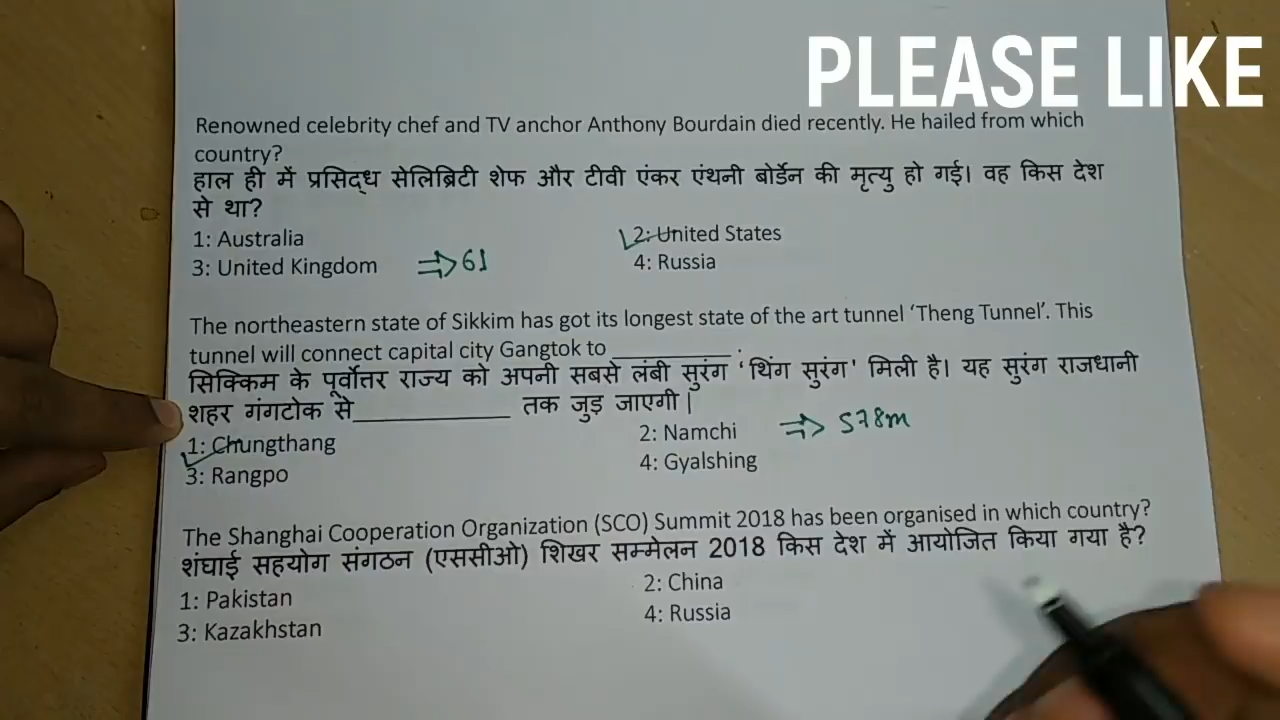 PLEASE LIKE
Renowned celebrity chef and TV anchor Anthony Bourdain died recently. He hailed from which
country?
हाल ही में प्रसिद्ध सेलिब्रिटी शेफ और टीवी एंकर एंथनी बोर्डेन की मृत्यु हो गई। वह किस देश
से था?
1: Australia 2: United States
3: United Kingdom ⇒ 61 4: Russia
The northeastern state of Sikkim has got its longest state of the art tunnel ‘Theng Tunnel’. This
tunnel will connect capital city Gangtok to __________ .
सिक्किम के पूर्वोत्तर राज्य को अपनी सबसे लंबी सुरंग ‘थिंग सुरंग' मिली है। यह सुरंग राजधानी
शहर गंगटोक से_____________ तक जुड़ जाएगी|
1: Chungthang 2: Namchi ⇒ 578m
3: Rangpo 4: Gyalshing
The Shanghai Cooperation Organization (SCO) Summit 2018 has been organised in which country?
शंघाई सहयोग संगठन (एससीओ) शिखर सम्मेलन 2018 किस देश में आयोजित किया गया है?
1: Pakistan 2: China
3: Kazakhstan 4: Russia